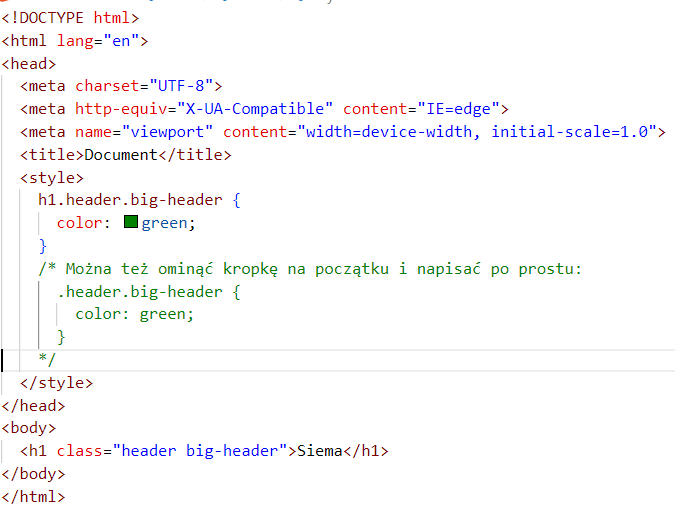 <!DOCTYPE html>
<html lang="en">
<head>
  <meta charset="UTF-8">
  <meta http-equiv="X-UA-Compatible" content="IE=edge">
  <meta name="viewport" content="width=device-width, initial-scale=1.0">
  <title>Document</title>
  <style>
    h1.header.big-header {
      color: green;
    }
    /* Można też ominąć kropkę na początku i napisać po prostu:
      .header.big-header {
        color: green;
      }
    */
  </style>
</head>
<body>
  <h1 class="header big-header">Siema</h1>
</body>
</html>